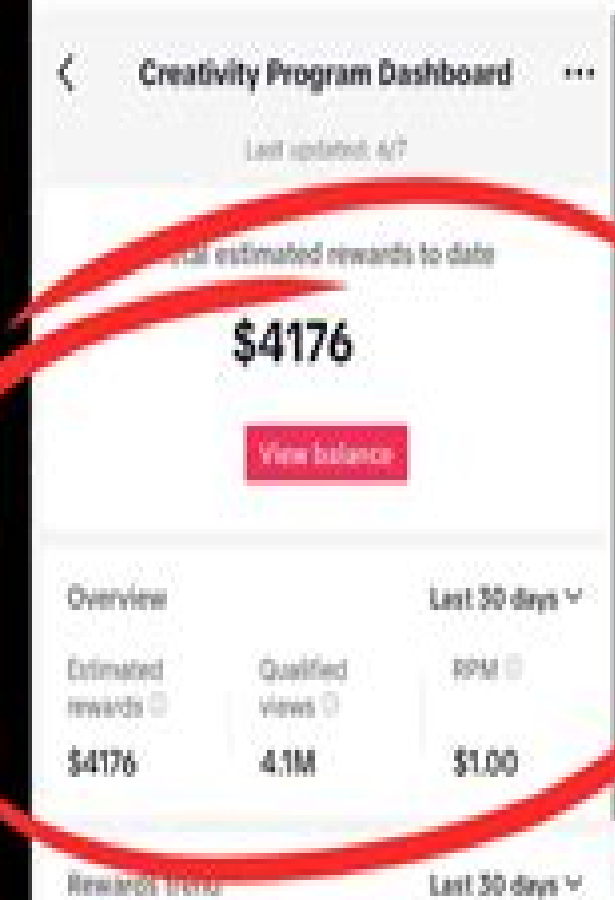 Creativity Program Dashboard
Last updated: 6/7
estimated rewards to date
$4176
View balance
Overview
Last 30 days
Estimated
rewards
Qualified
views
RPM
$4176
4.1M
$1.00
Rewards trend
Last 30 days